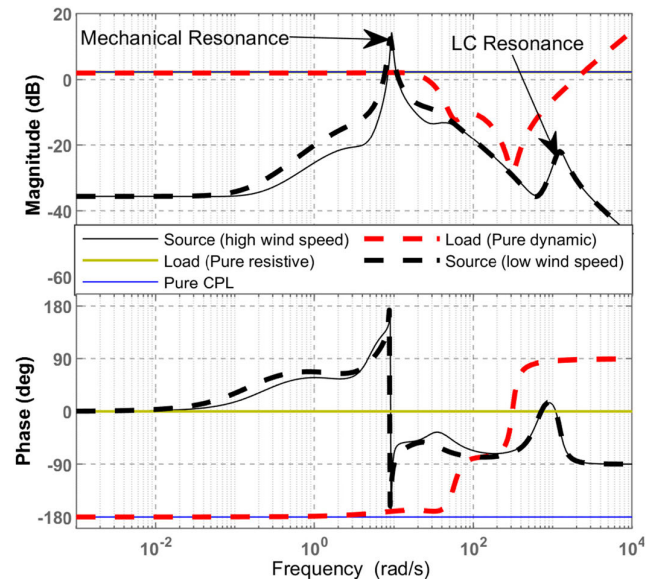 20
Mechanical Resonance
LC Resonance
0
-20
-40
-60
Magnitude (dB)
Source (high wind speed)
Load (Pure dynamic)
Load (Pure resistive)
Source (low wind speed)
Pure CPL
180
90
0
-90
-180
Phase (deg)
10^-2
10^0
10^2
10^4
Frequency (rad/s)